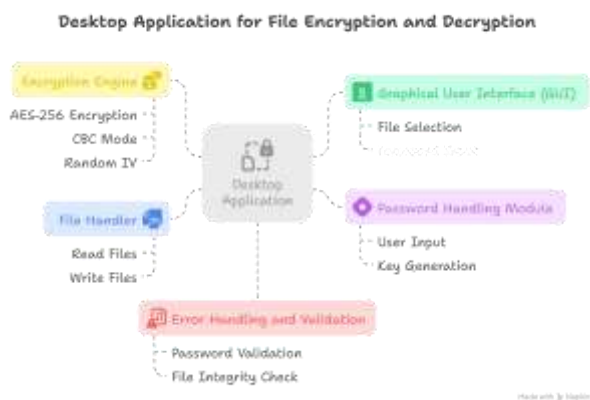 Desktop Application for File Encryption and Decryption
Encryption Engine
AES-256 Encryption
CBC Mode
Random IV
Graphical User Interface (GUI)
File Selection
Desktop
Application
File Handler
Read Files
Write Files
Password Handling Module
User Input
Key Generation
Error Handling and Validation
Password Validation
File Integrity Check
Made with